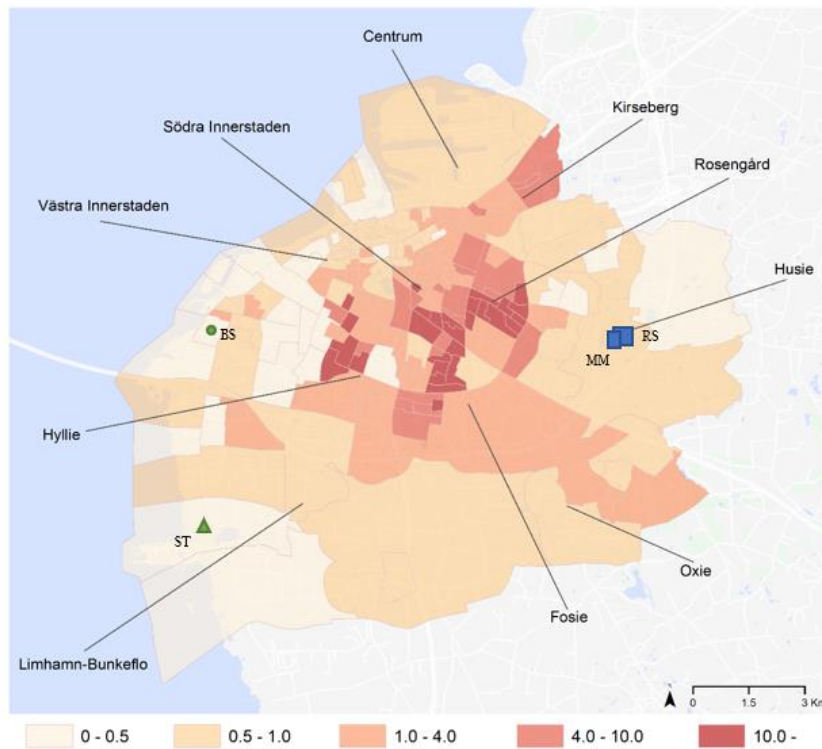 Centrum
Kirseberg
Södra Innerstaden
Rosengård
Västra Innerstaden
Husie
BS
RS
MM
Hyllie
ST
Oxie
Fosie
Limhamn-Bunkeflo
0 1.5 3 Km
0 - 0.5 0.5 - 1.0 1.0 - 4.0 4.0 - 10.0 10.0 -